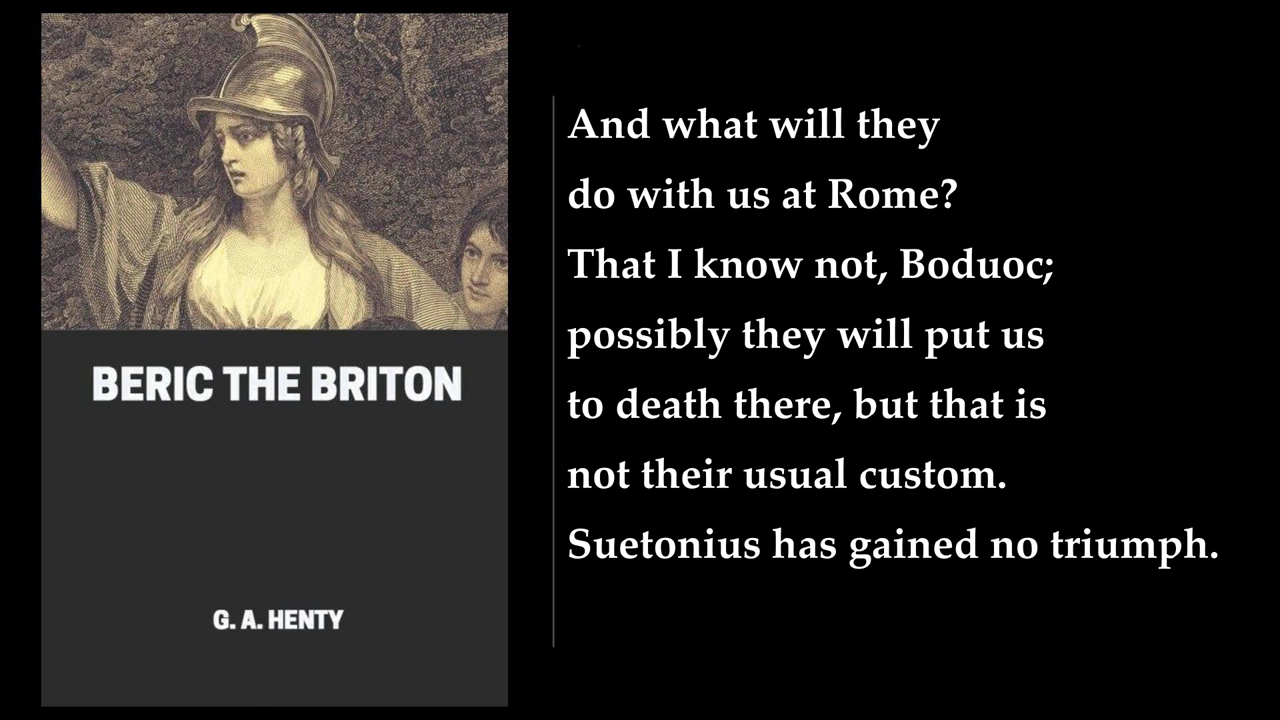 BERIC THE BRITON
G. A. HENTY
And what will they
do with us at Rome?
That I know not, Boduoc;
possibly they will put us
to death there, but that is
not their usual custom.
Suetonius has gained no triumph.